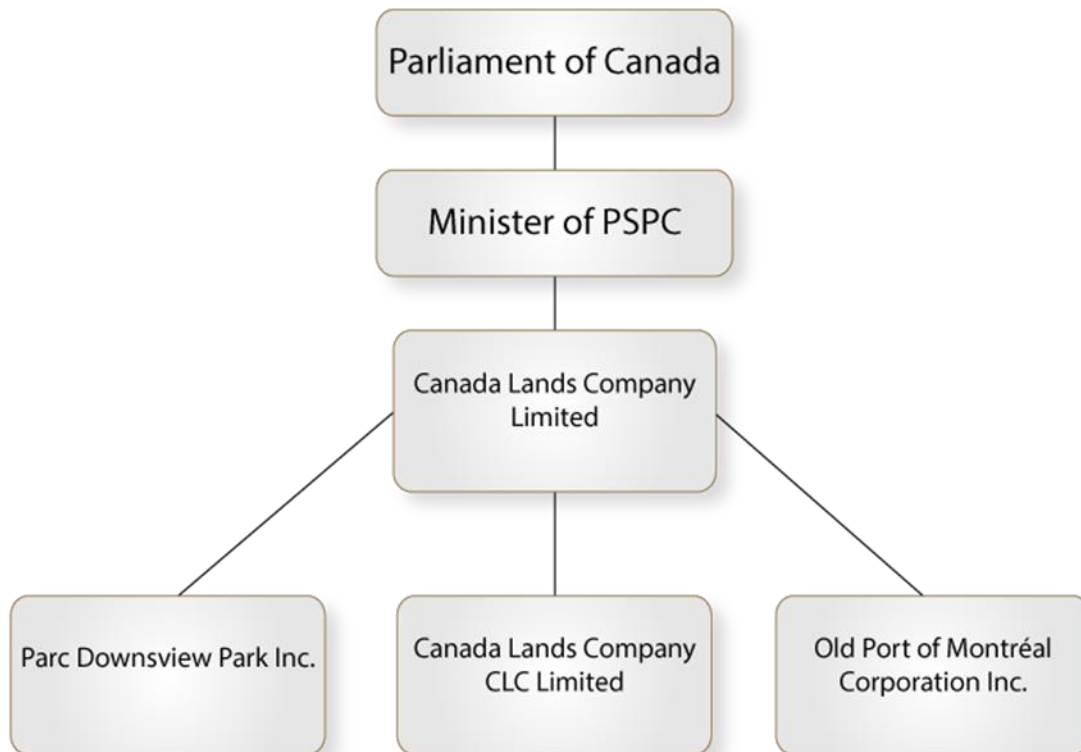 Parliament of Canada
Minister of PSPC
Canada Lands Company
Limited
Parc Downsview Park Inc.
Canada Lands Company
CLC Limited
Old Port of Montréal
Corporation Inc.